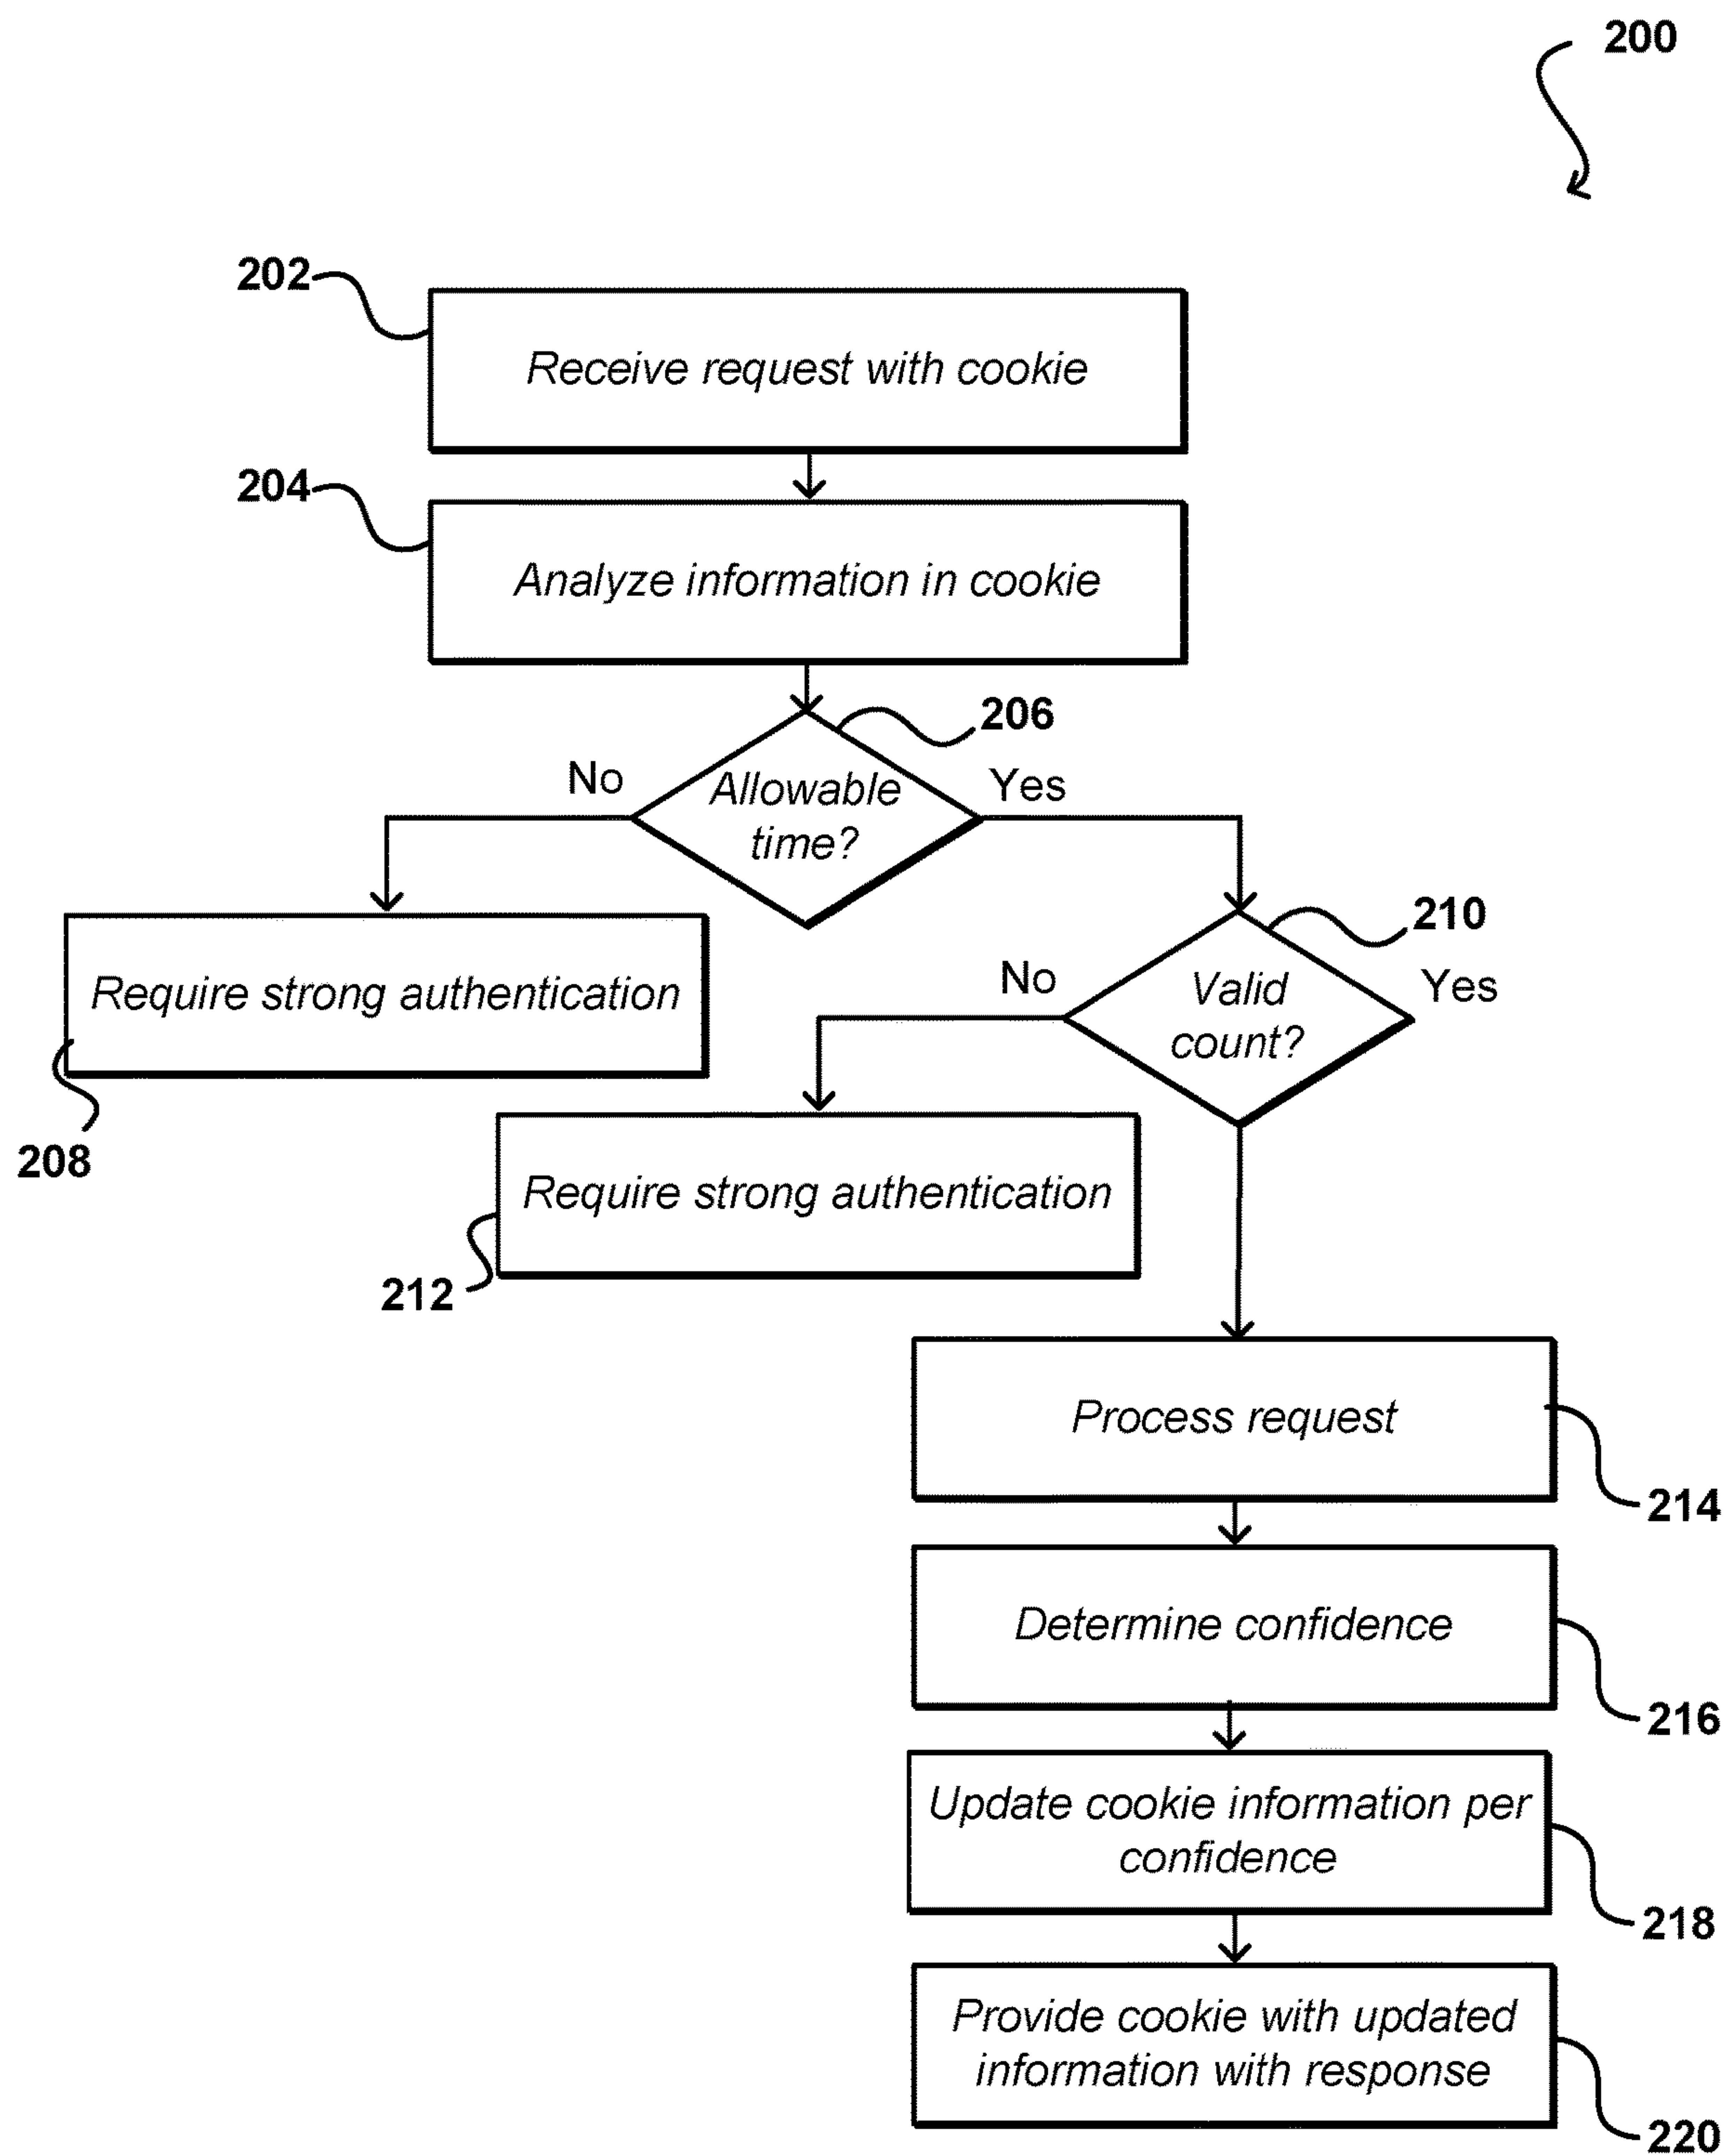 200
202
Receive request with cookie
204
Analyze information in cookie
206
No
Yes
Allowable
time?
210
Require strong authentication
No
Yes
Valid
count?
208
Require strong authentication
212
Process request
214
Determine confidence
216
Update cookie information per
confidence
218
Provide cookie with updated
information with response
220